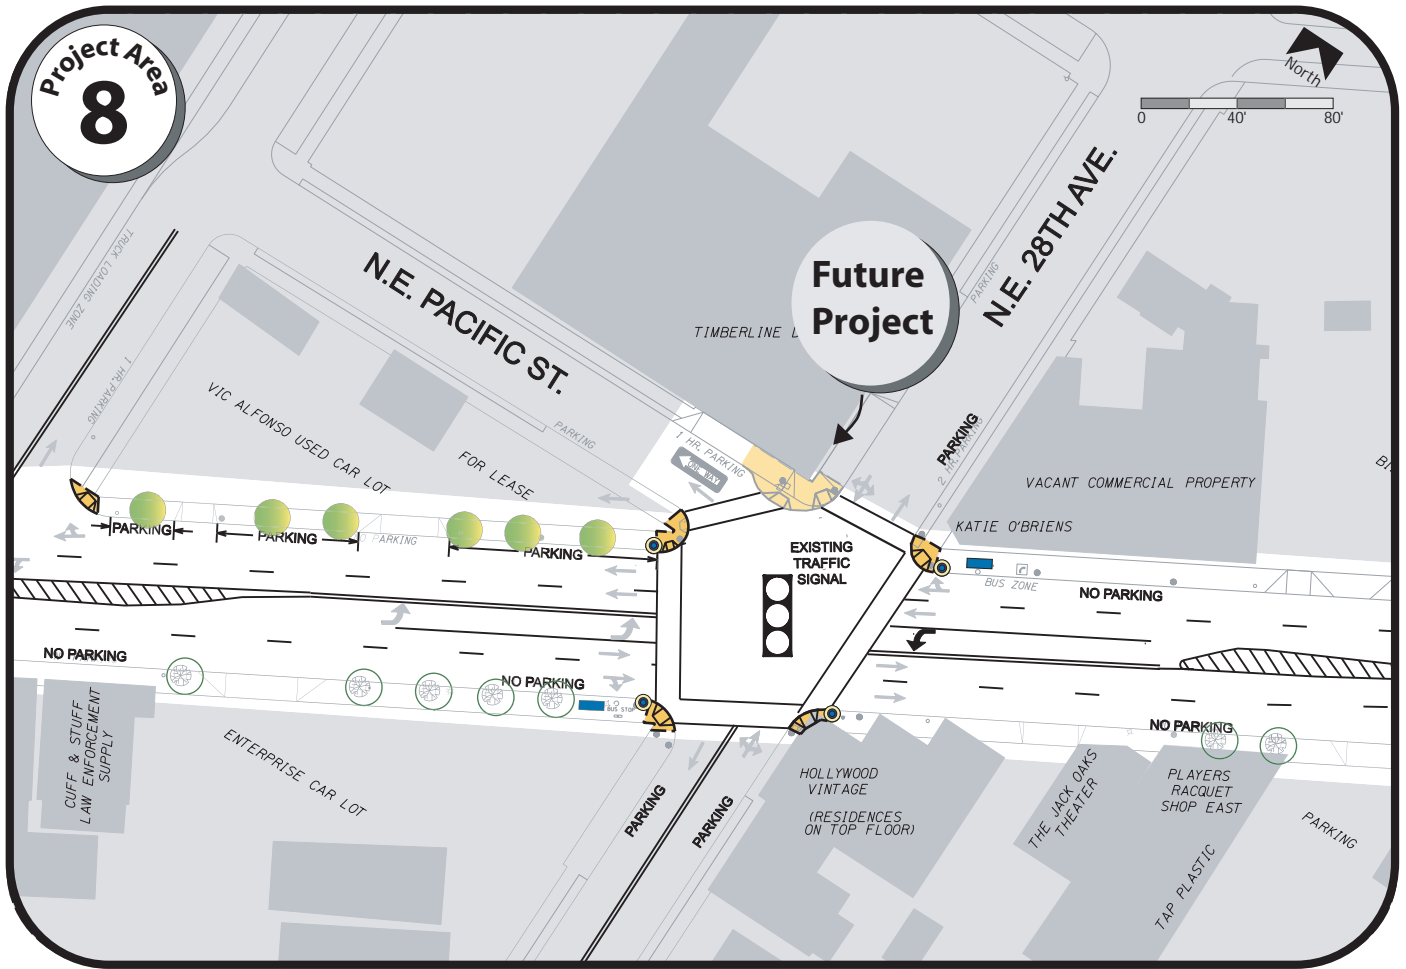 Project Area
8
North
0 40' 80'
N.E. 28TH AVE.
TRUCK LOADING ZONE
N.E. PACIFIC ST.
Future
Project
PARKING
TIMBERLINE
1 HR. PARKING
VIC ALFONSO USED CAR LOT
FOR LEASE
PARKING
1 HR. PARKING
ONE WAY
PARKING
2 HR. PARKING
VACANT COMMERCIAL PROPERTY
KATIE O'BRIENS
PARKING
PARKING
PARKING
PARKING
EXISTING
TRAFFIC
SIGNAL
BUS ZONE
NO PARKING
NO PARKING
NO PARKING
BUS STOP
NO PARKING
CUFF & STUFF
LAW ENFORCEMENT
SUPPLY
ENTERPRISE CAR LOT
PARKING
PARKING
HOLLYWOOD
VINTAGE
(RESIDENCES
ON TOP FLOOR)
THE JACK OAKS
THEATER
PLAYERS
RACQUET
SHOP EAST
TAP PLASTIC
PARKING